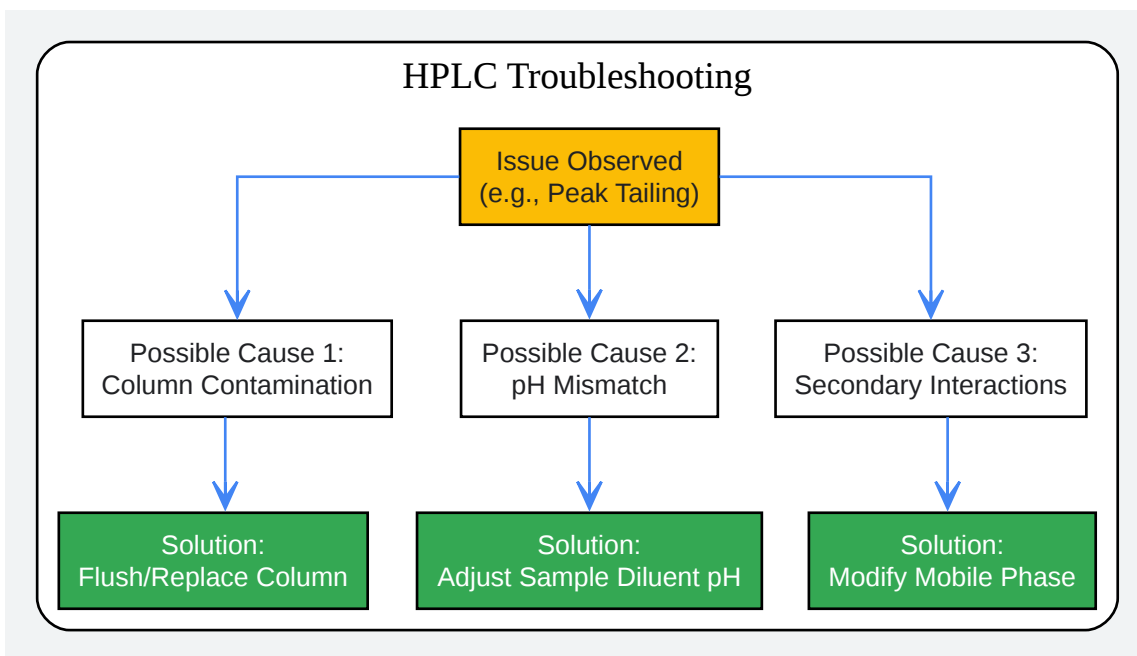 HPLC Troubleshooting
Issue Observed
(e.g., Peak Tailing)
Possible Cause 1:
Column Contamination
Possible Cause 2:
pH Mismatch
Possible Cause 3:
Secondary Interactions
Solution:
Flush/Replace Column
Solution:
Adjust Sample Diluent pH
Solution:
Modify Mobile Phase